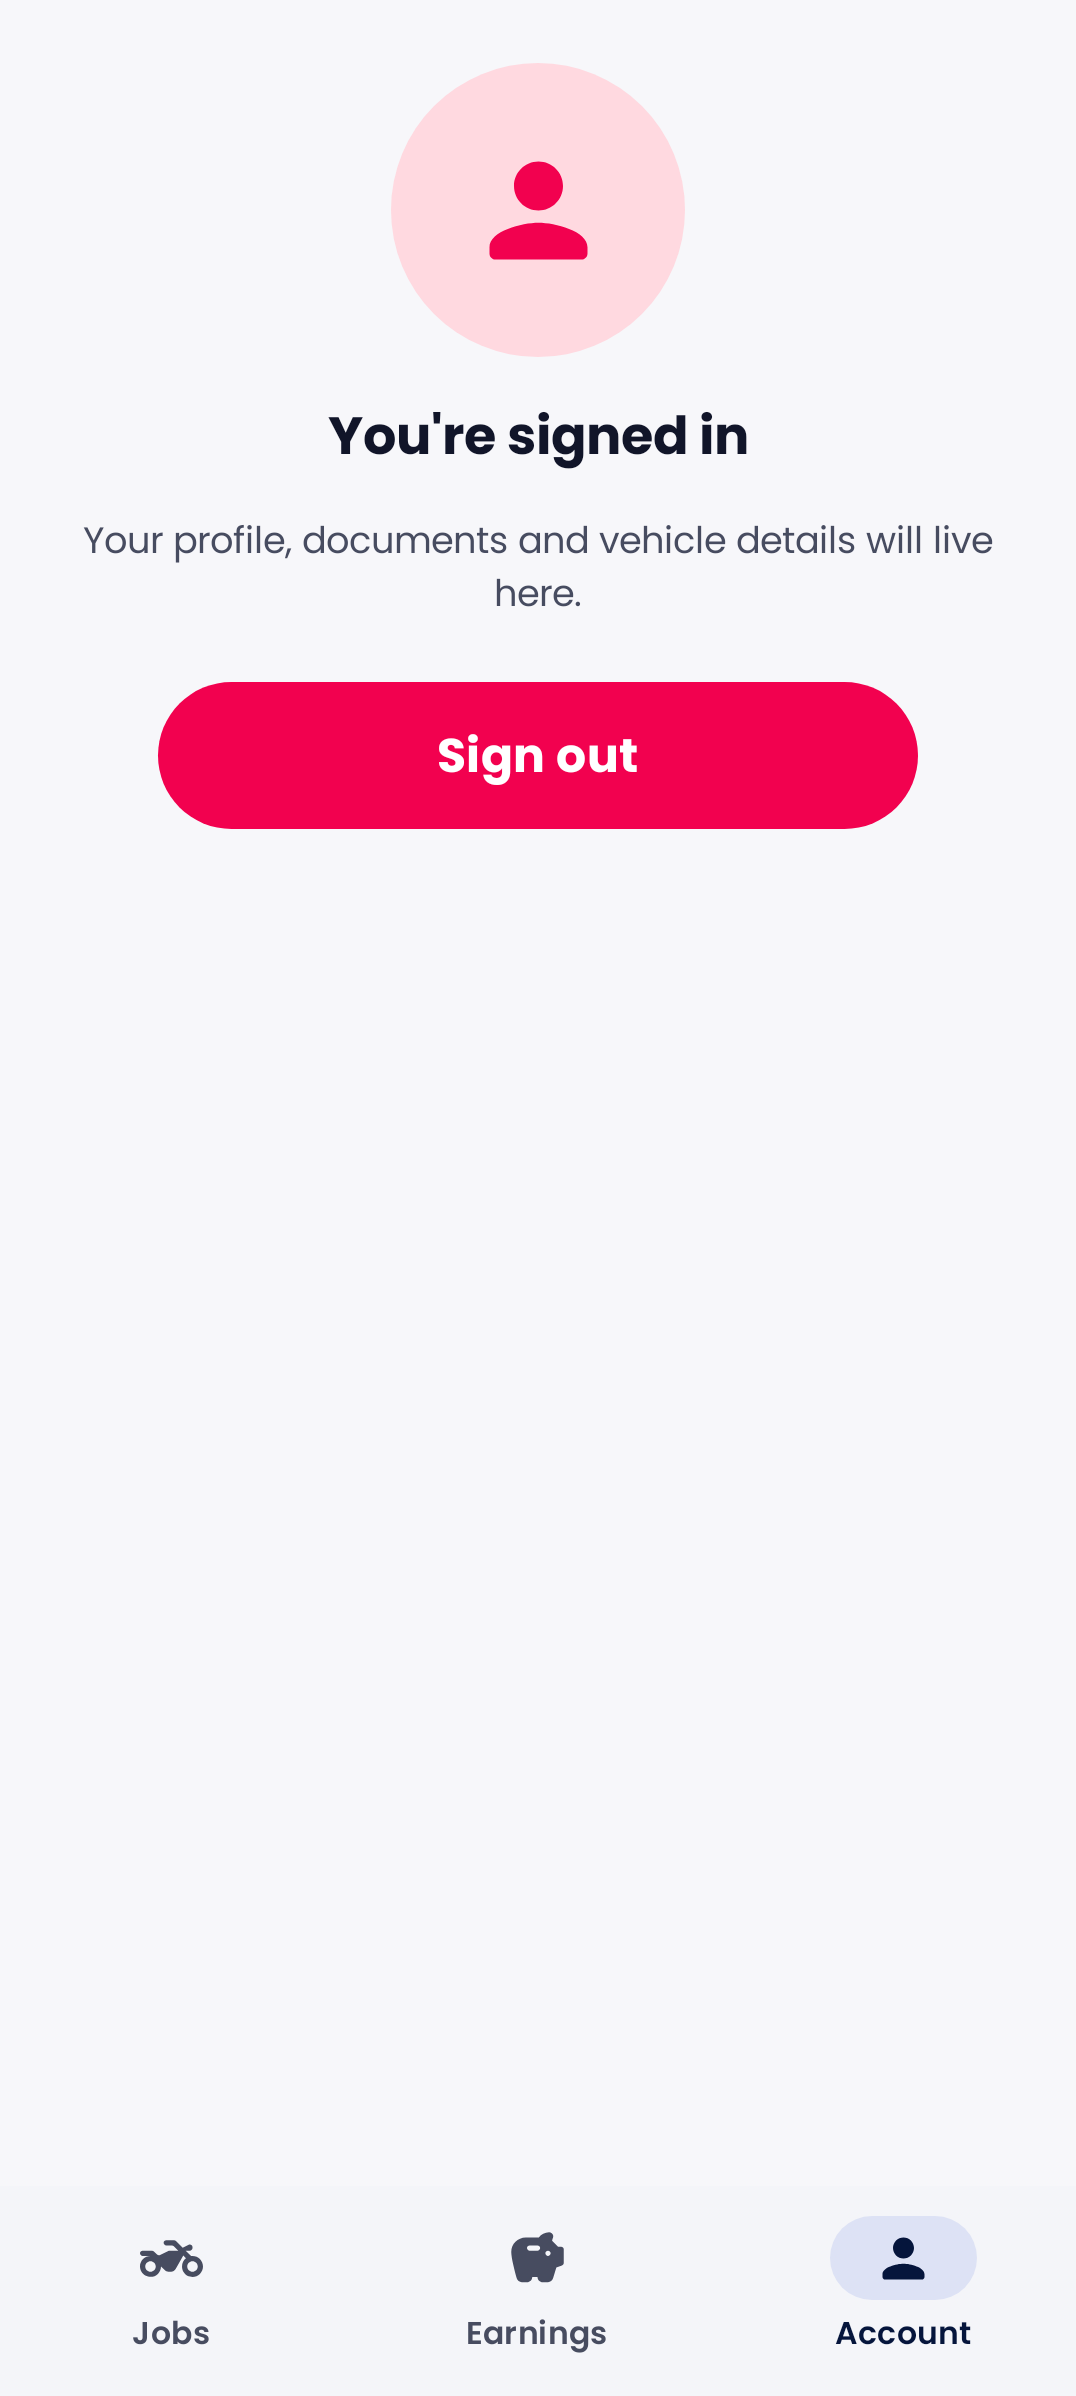 You're signed in
Your profile, documents and vehicle details will live
here.
Sign out
Jobs
Earnings
Account